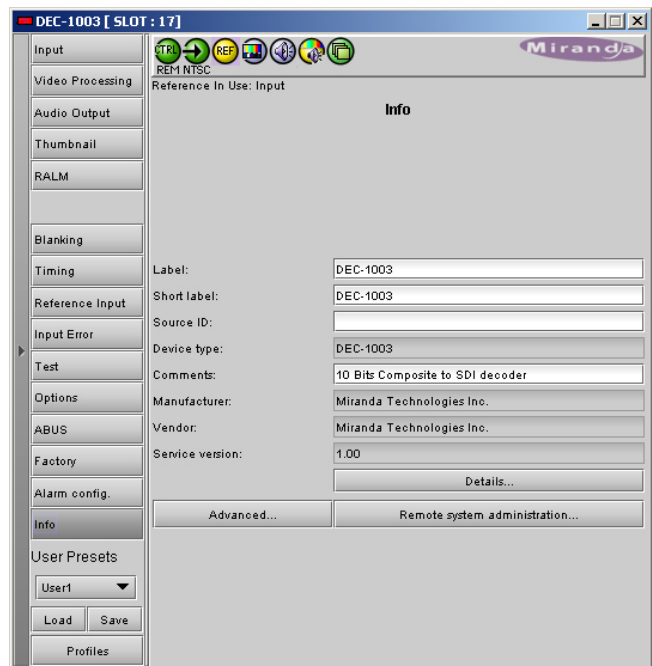 DEC-1003 [ SLOT : 17]
Input
Video Processing
Audio Output
Thumbnail
RALM
Blanking
Timing
Reference Input
Input Error
Test
Options
ABUS
Factory
Alarm config.
Info
User Presets
User1
Load Save
Profiles
CTRL REF
REM NTSC
Miranda
Reference In Use: Input
Info
Label: DEC-1003
Short label: DEC-1003
Source ID:
Device type: DEC-1003
Comments: 10 Bits Composite to SDI decoder
Manufacturer: Miranda Technologies Inc.
Vendor: Miranda Technologies Inc.
Service version: 1.00
Details...
Advanced... Remote system administration...